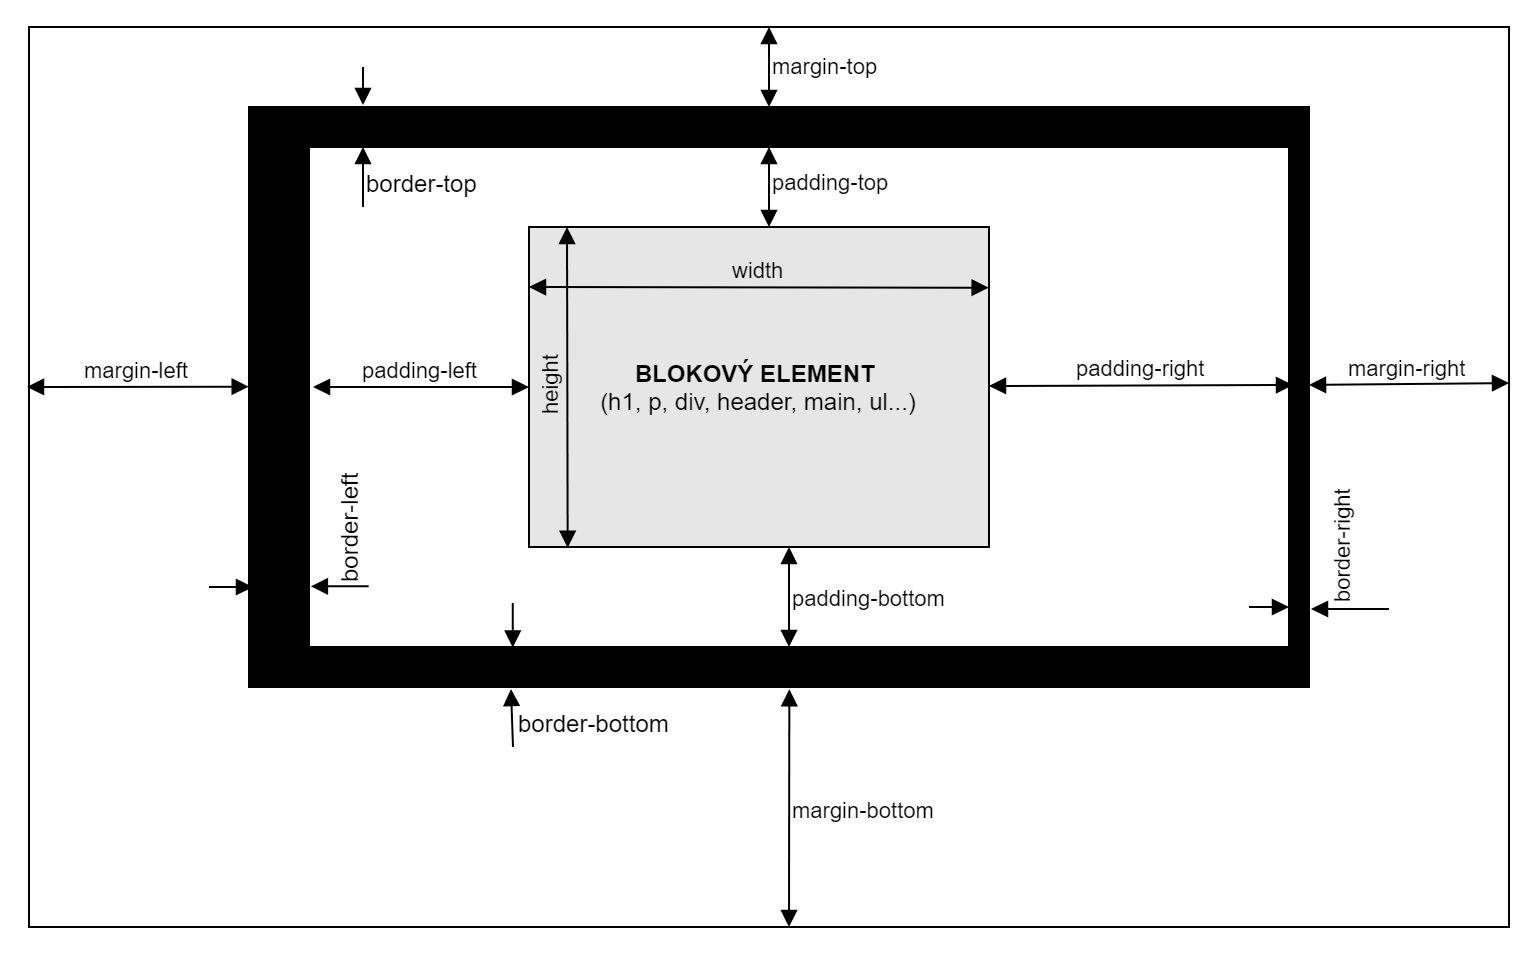 margin-top
border-top
padding-top
width
margin-left
padding-left
height
BLOKOVÝ ELEMENT
(h1, p, div, header, main, ul...)
padding-right
margin-right
border-left
border-right
padding-bottom
border-bottom
margin-bottom